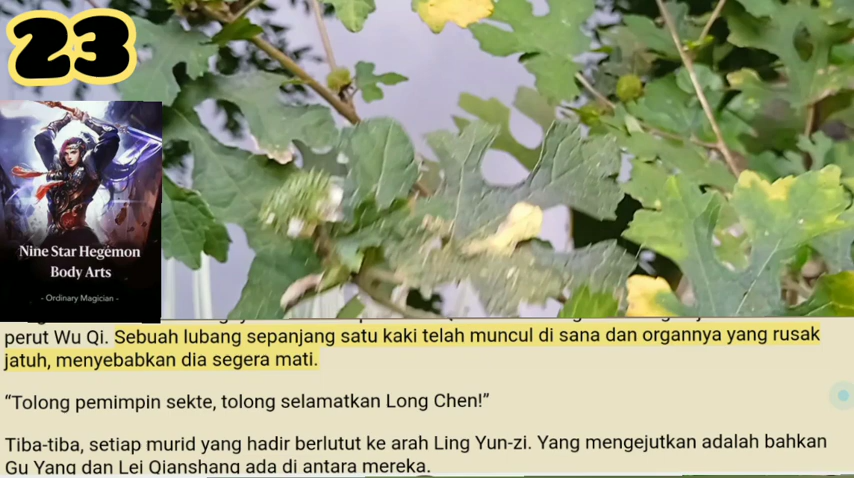 23
Nine Star Hegemon
Body Arts
- Ordinary Magician -
perut Wu Qi. Sebuah lubang sepanjang satu kaki telah muncul di sana dan organnya yang rusak
jatuh, menyebabkan dia segera mati.
“Tolong pemimpin sekte, tolong selamatkan Long Chen!”
Tiba-tiba, setiap murid yang hadir berlutut ke arah Ling Yun-zi. Yang mengejutkan adalah bahkan
Gu Yang dan Lei Qianshang ada di antara mereka.